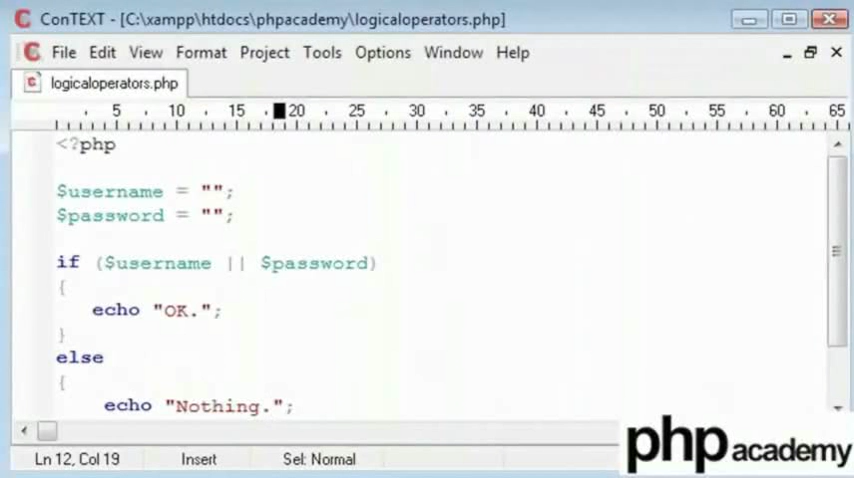 ConTEXT - [C:\xampp\htdocs\phpacademy\logicaloperators.php]
File Edit View Format Project Tools Options Window Help
logicaloperators.php
5 10 15 20 25 30 35 40 45 50 55 60 65
<?php
$username = "";
$password = "";
if ($username || $password)
{
echo "OK.";
}
else
{
echo "Nothing.";
Ln 12, Col 19 Insert Sel: Normal
php academy